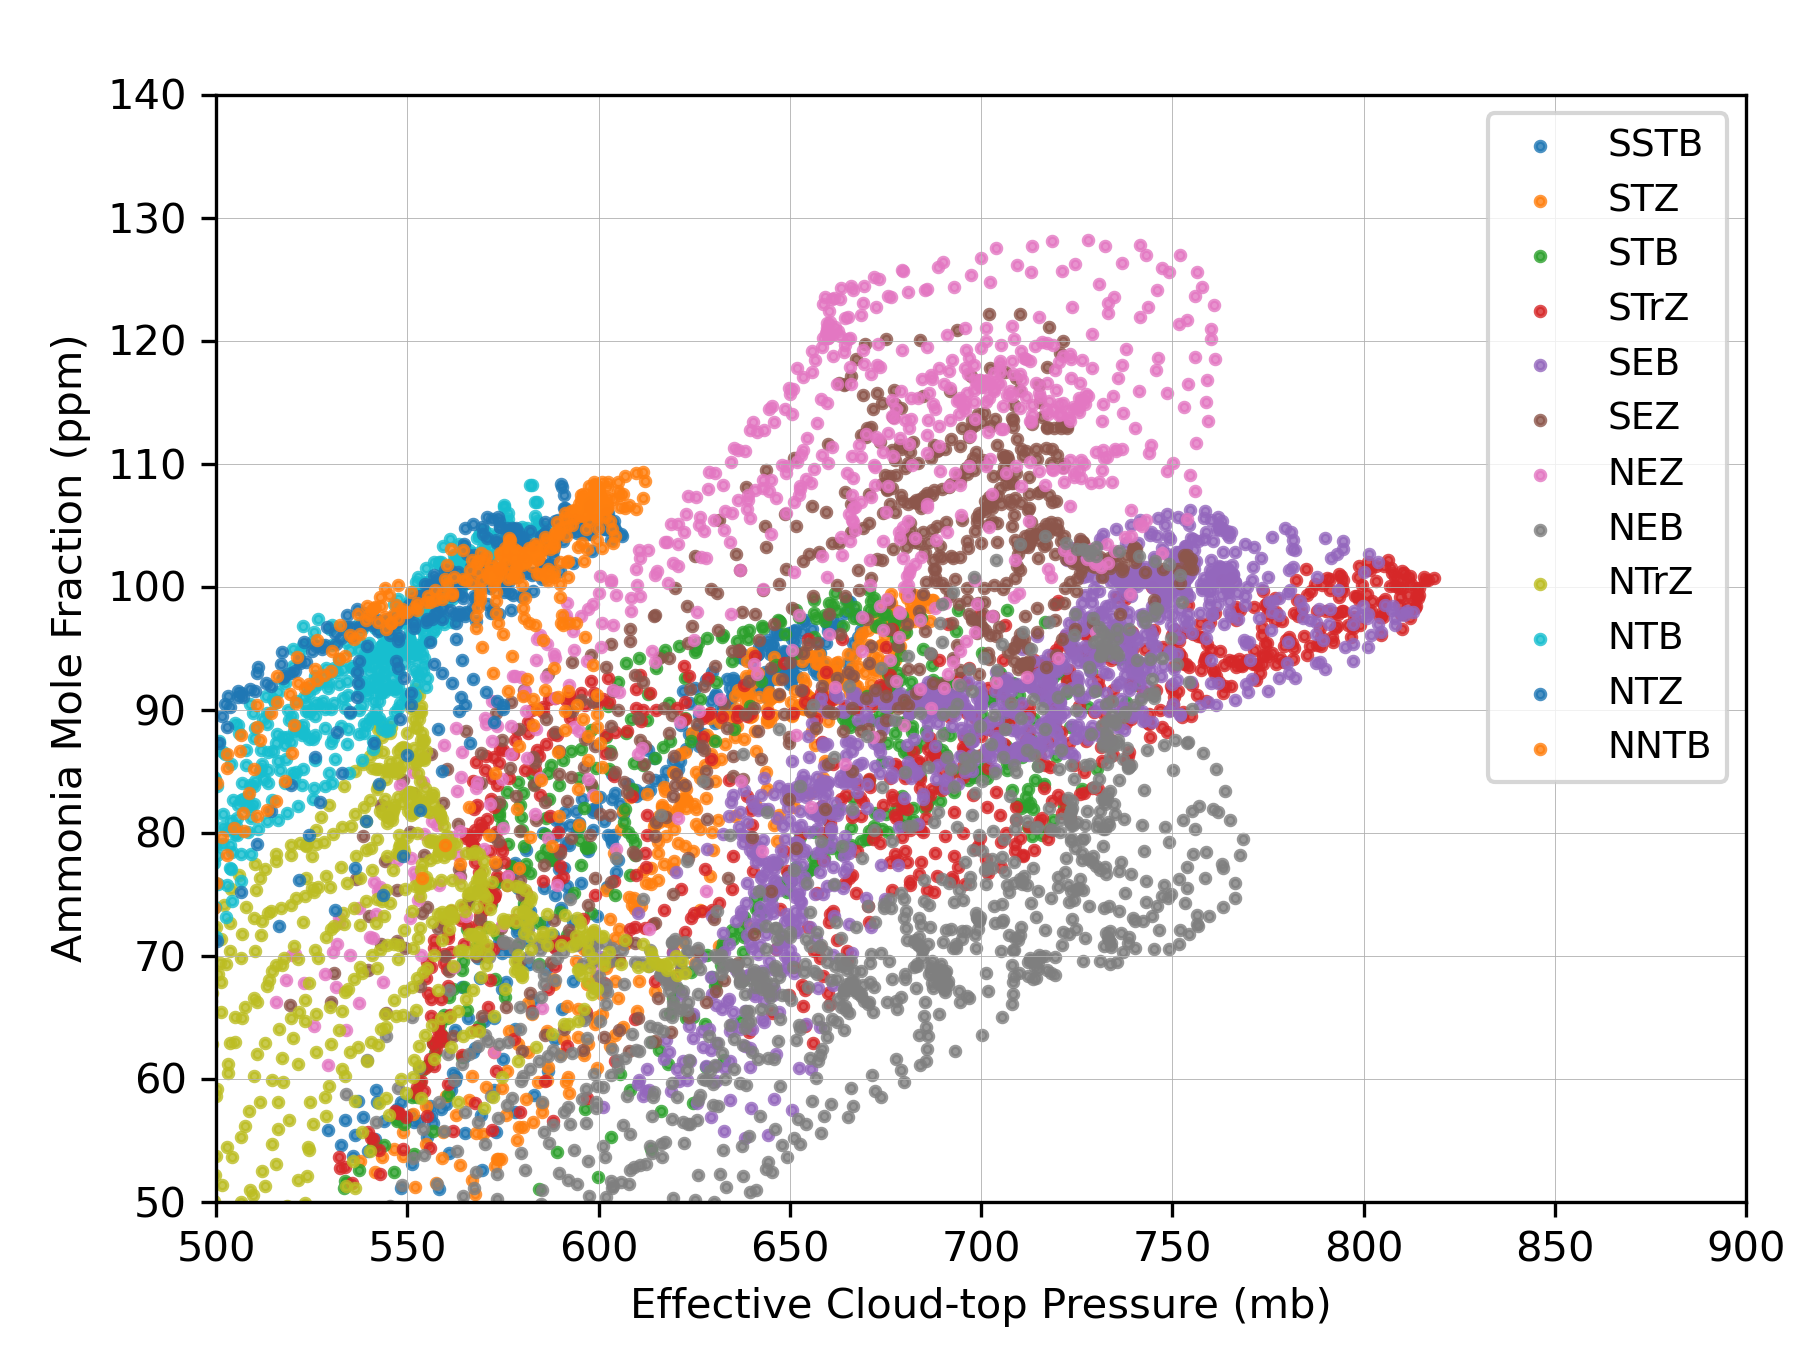 140
130
120
110
100
90
80
70
60
50
Ammonia Mole Fraction (ppm)
500 550 600 650 700 750 800 850 900
Effective Cloud-top Pressure (mb)
SSTB
STZ
STB
STrZ
SEB
SEZ
NEZ
NEB
NTrZ
NTB
NTZ
NNTB